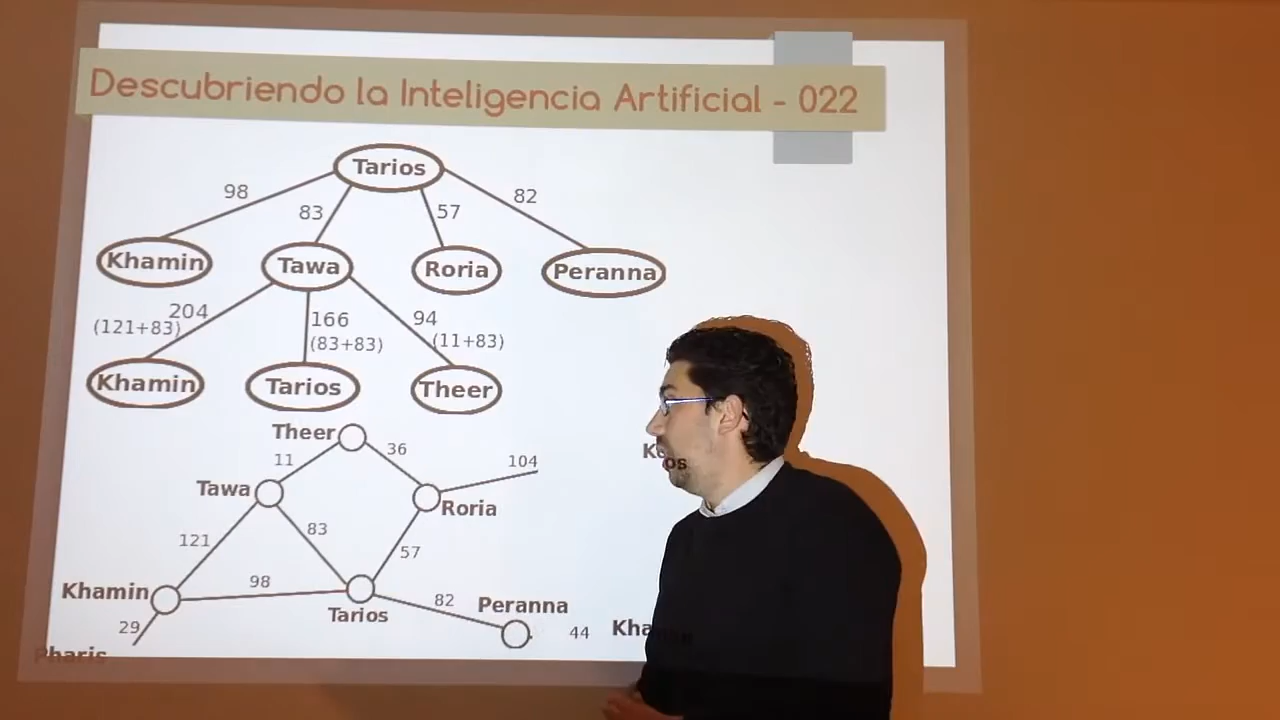 Descubriendo la Inteligencia Artificial - 022
Tarios
98
83
57
82
Khamin
Tawa
Roria
Peranna
204
(121+83)
166
(83+83)
94
(11+83)
Khamin
Tarios
Theer
Theer
11
36
104
Tawa
Roria
121
83
57
Khamin
98
Tarios
82
Peranna
29
44
Pharis